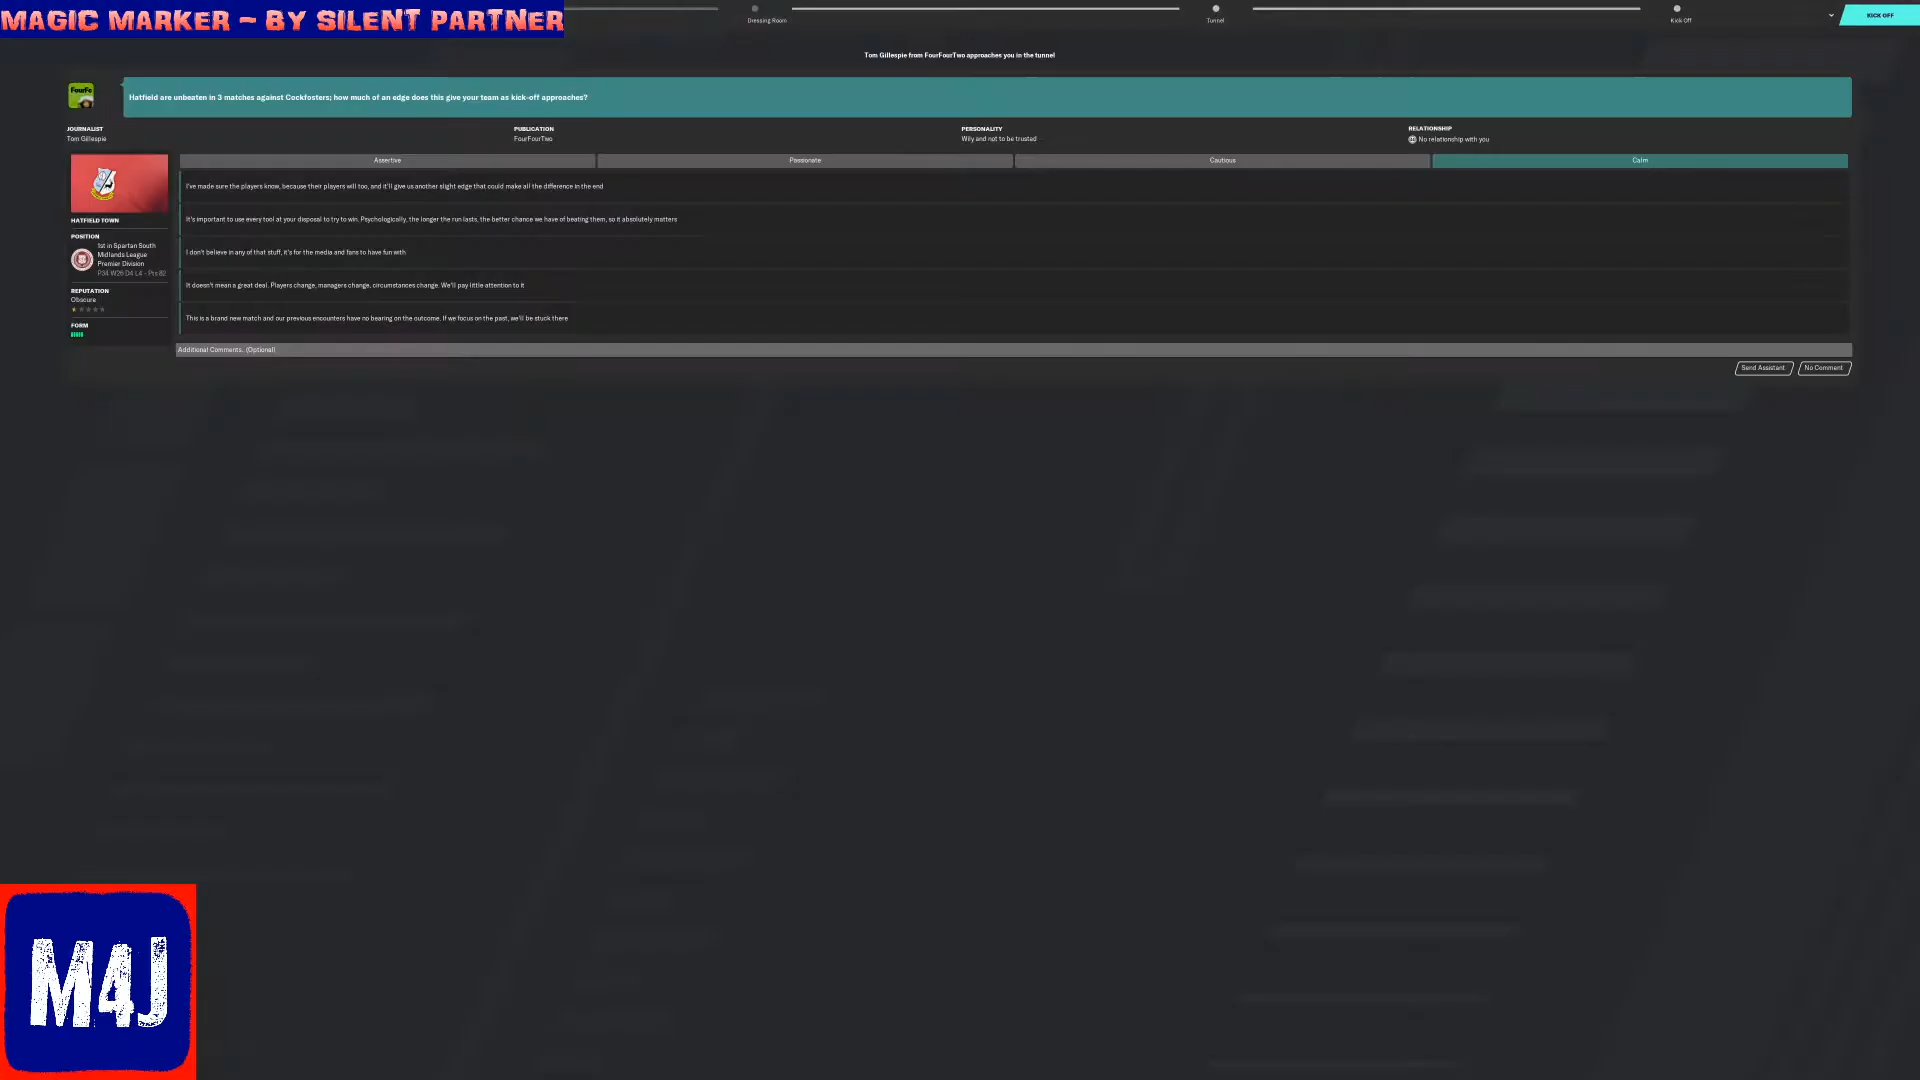 MAGIC MARKER - BY SILENT PARTNER
Dressing Room
Tunnel
Kick Off
KICK OFF
Tom Gillespie from FourFourTwo approaches you in the tunnel
FourFo
Hatfield are unbeaten in 3 matches against Cockfosters; how much of an edge does this give your team as kick-off approaches?
JOURNALIST
Tom Gillespie
PUBLICATION
FourFourTwo
PERSONALITY
Wily and not to be trusted
RELATIONSHIP
No relationship with you
Assertive
Passionate
Cautious
Calm
I've made sure the players know, because their players will too, and it'll give us another slight edge that could make all the difference in the end
It's important to use every tool at your disposal to try to win. Psychologically, the longer the run lasts, the better chance we have of beating them, so it absolutely matters
I don't believe in any of that stuff, it's for the media and fans to have fun with
It doesn't mean a great deal. Players change, managers change, circumstances change. We'll pay little attention to it
This is a brand new match and our previous encounters have no bearing on the outcome. If we focus on the past, we'll be stuck there
HATFIELD TOWN
POSITION
1st in Spartan South
Midlands League
Premier Division
P34 W26 D4 L4 - Pts 82
REPUTATION
Obscure
FORM
Additional Comments: (Optional)
Send Assistant
No Comment
M4J